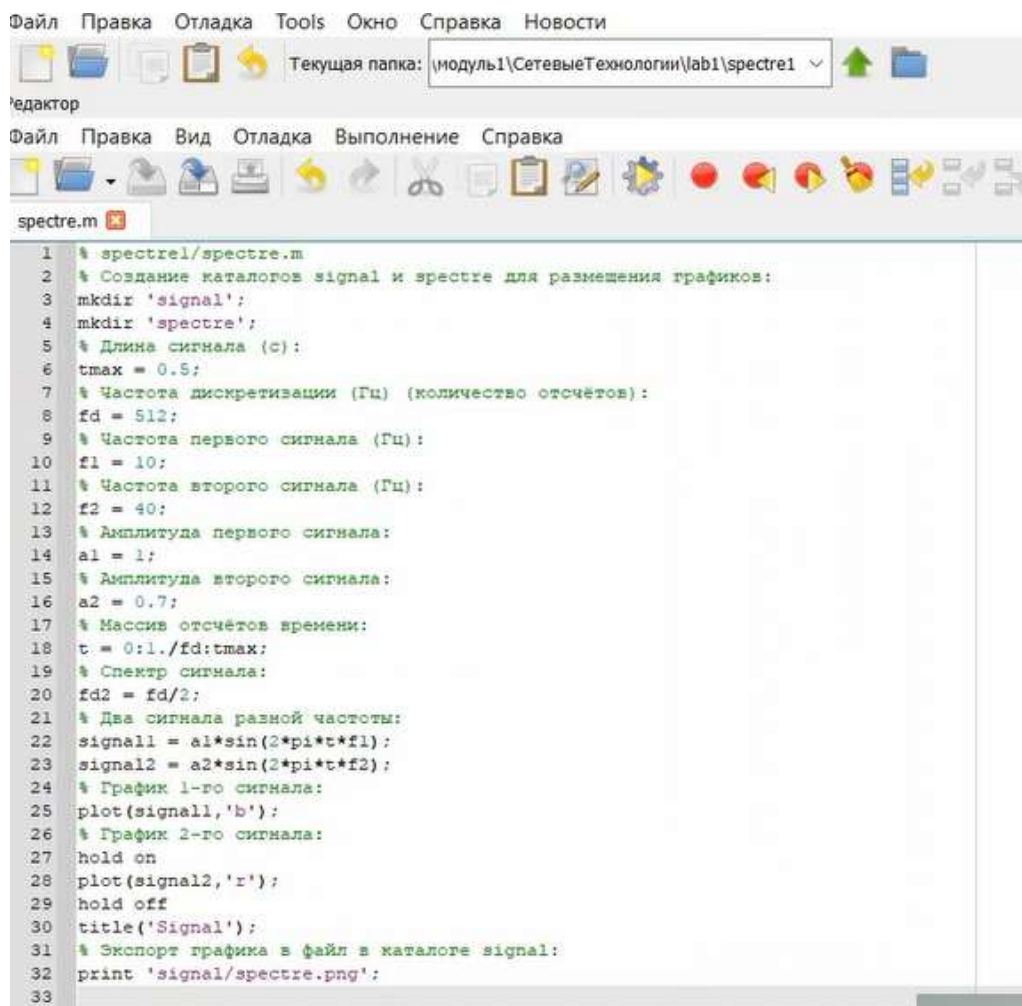 Файл Правка Отладка Tools Окно Справка Новости
Текущая папка: \модуль1\СетевыеТехнологии\lab1\spectre1
Редактор
Файл Правка Вид Отладка Выполнение Справка
spectre.m
1 % spectre1/spectre.m
2 % Создание каталогов signal и spectre для размещения графиков:
3 mkdir 'signal';
4 mkdir 'spectre';
5 % Длина сигнала (с):
6 tmax = 0.5;
7 % Частота дискретизации (Гц) (количество отсчётов):
8 fd = 512;
9 % Частота первого сигнала (Гц):
10 f1 = 10;
11 % Частота второго сигнала (Гц):
12 f2 = 40;
13 % Амплитуда первого сигнала:
14 a1 = 1;
15 % Амплитуда второго сигнала:
16 a2 = 0.7;
17 % Массив отсчётов времени:
18 t = 0:1./fd:tmax;
19 % Спектр сигнала:
20 fd2 = fd/2;
21 % Два сигнала разной частоты:
22 signal1 = a1*sin(2*pi*t*f1);
23 signal2 = a2*sin(2*pi*t*f2);
24 % График 1-го сигнала:
25 plot(signal1,'b');
26 % График 2-го сигнала:
27 hold on
28 plot(signal2,'r');
29 hold off
30 title('Signal');
31 % Экспорт графика в файл в каталоге signal:
32 print 'signal/spectre.png';
33